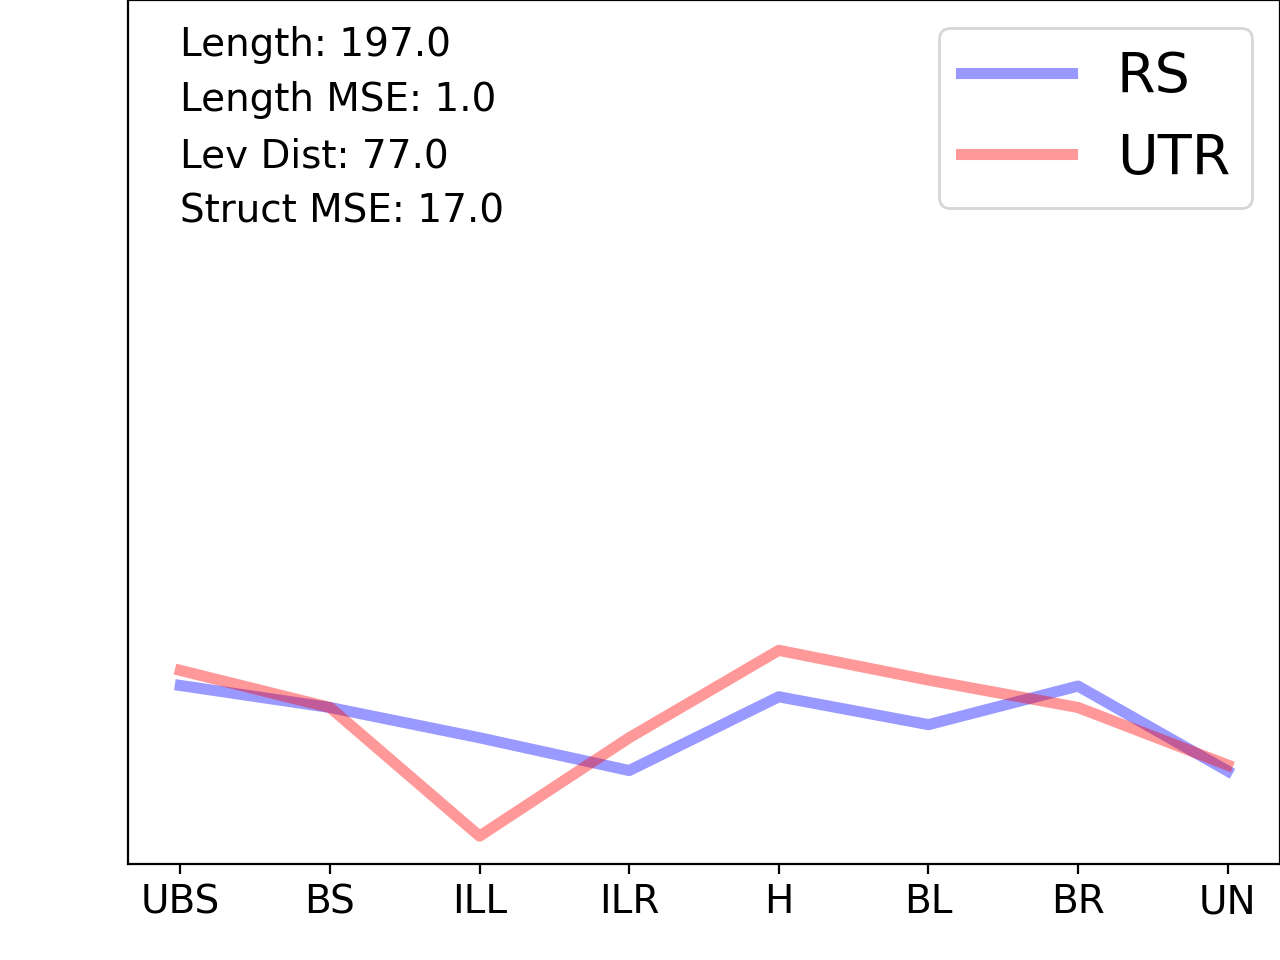 Length: 197.0
Length MSE: 1.0
Lev Dist: 77.0
Struct MSE: 17.0
RS
UTR
UBS BS ILL ILR H BL BR UN